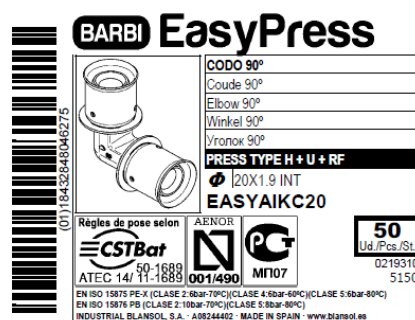 BARBI EasyPress
CODO 90º
Coude 90º
Elbow 90º
Winkel 90º
Уголок 90º
PRESS TYPE H + U + RF
Φ 20X1.9 INT
EASYAIKC20
(01)18432848046275
Règles de pose selon
CSTBat
50-1689
ATEC 14/ 11-1689
AENOR
N
001/490
РСТ
МП07
50
Ud./Pcs./St.
0219310
5150
EN ISO 15875 PE-X (CLASE 2:6bar-70ºC)(CLASE 4:6bar-60ºC)(CLASE 5:6bar-80ºC)
EN ISO 15876 PB (CLASE 2:10bar-70ºC)(CLASE 5:8bar-80ºC)
INDUSTRIAL BLANSOL, S.A. · A08244402 · MADE IN SPAIN · www.blansol.es